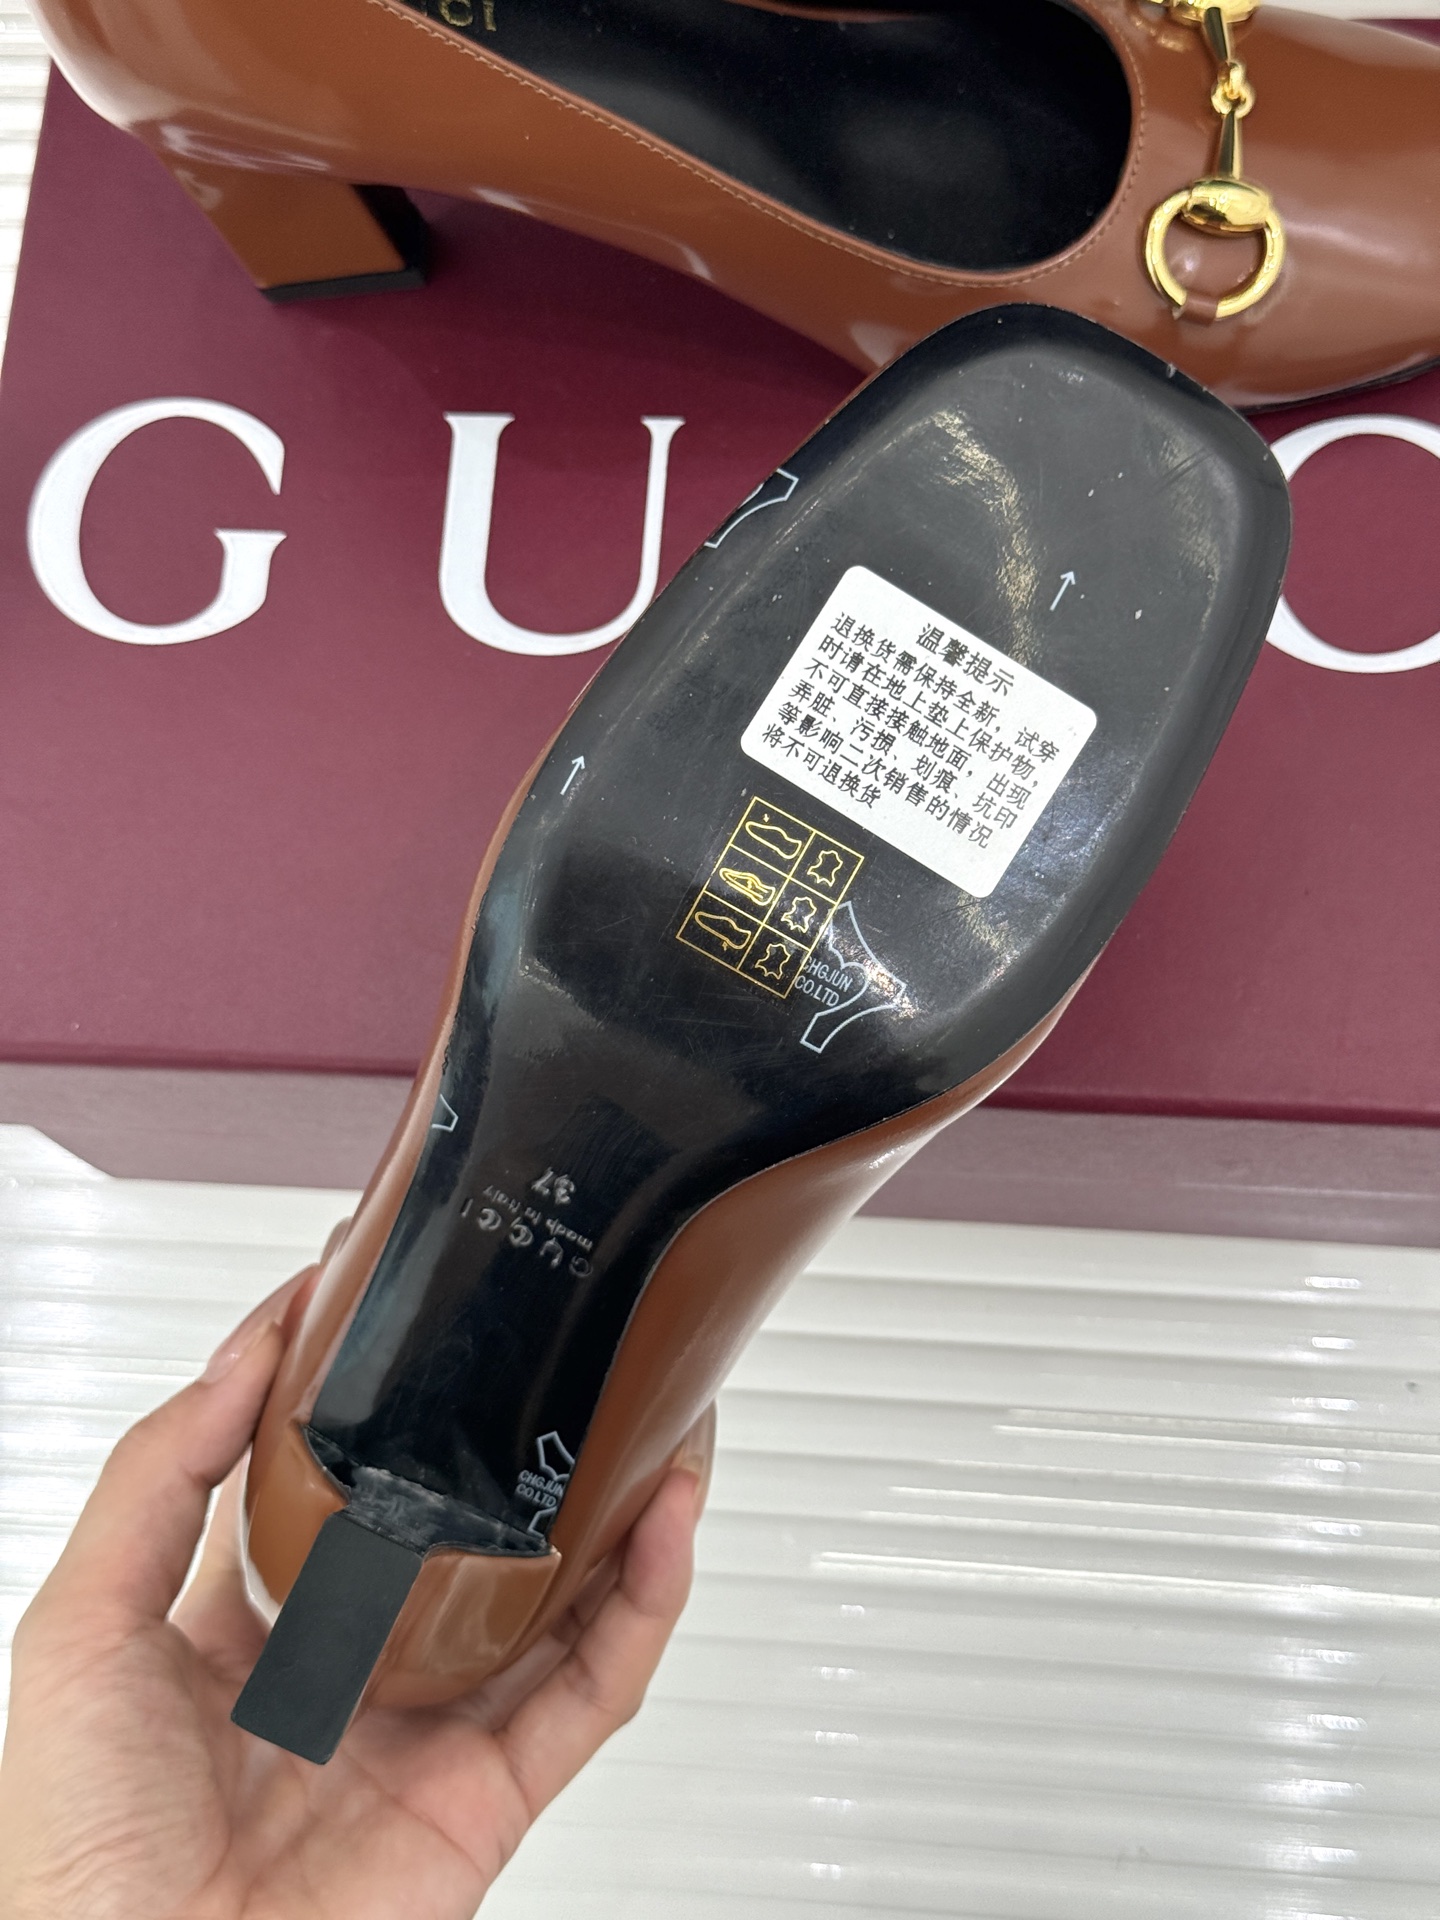 CCI
GUC
温馨提示
退换货需保持全新，试穿
时请在地上垫上保护物，
不可直接接触地面，出现
弄脏、污损、划痕、坑印
等影响二次销售的情况
将不可退换货
CHGJUN
CO.LTD
37
made in italy
GUCCI
CHGJUN
CO.LTD